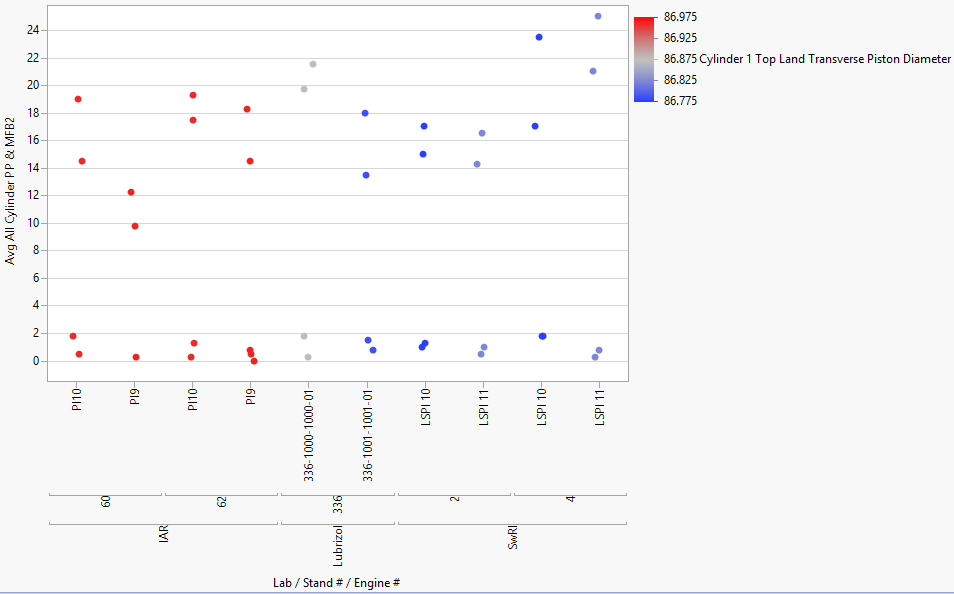 Avg All Cylinder PP & MFB2
24
22
20
18
16
14
12
10
8
6
4
2
0
PI10
PI9
PI10
PI9
336-1000-1000-01
336-1001-1001-01
LSPI 10
LSPI 11
LSPI 10
LSPI 11
60
62
336
2
4
IAR
Lubrizol
SwRI
Lab / Stand # / Engine #
86.975
86.925
86.875 Cylinder 1 Top Land Transverse Piston Diameter
86.825
86.775